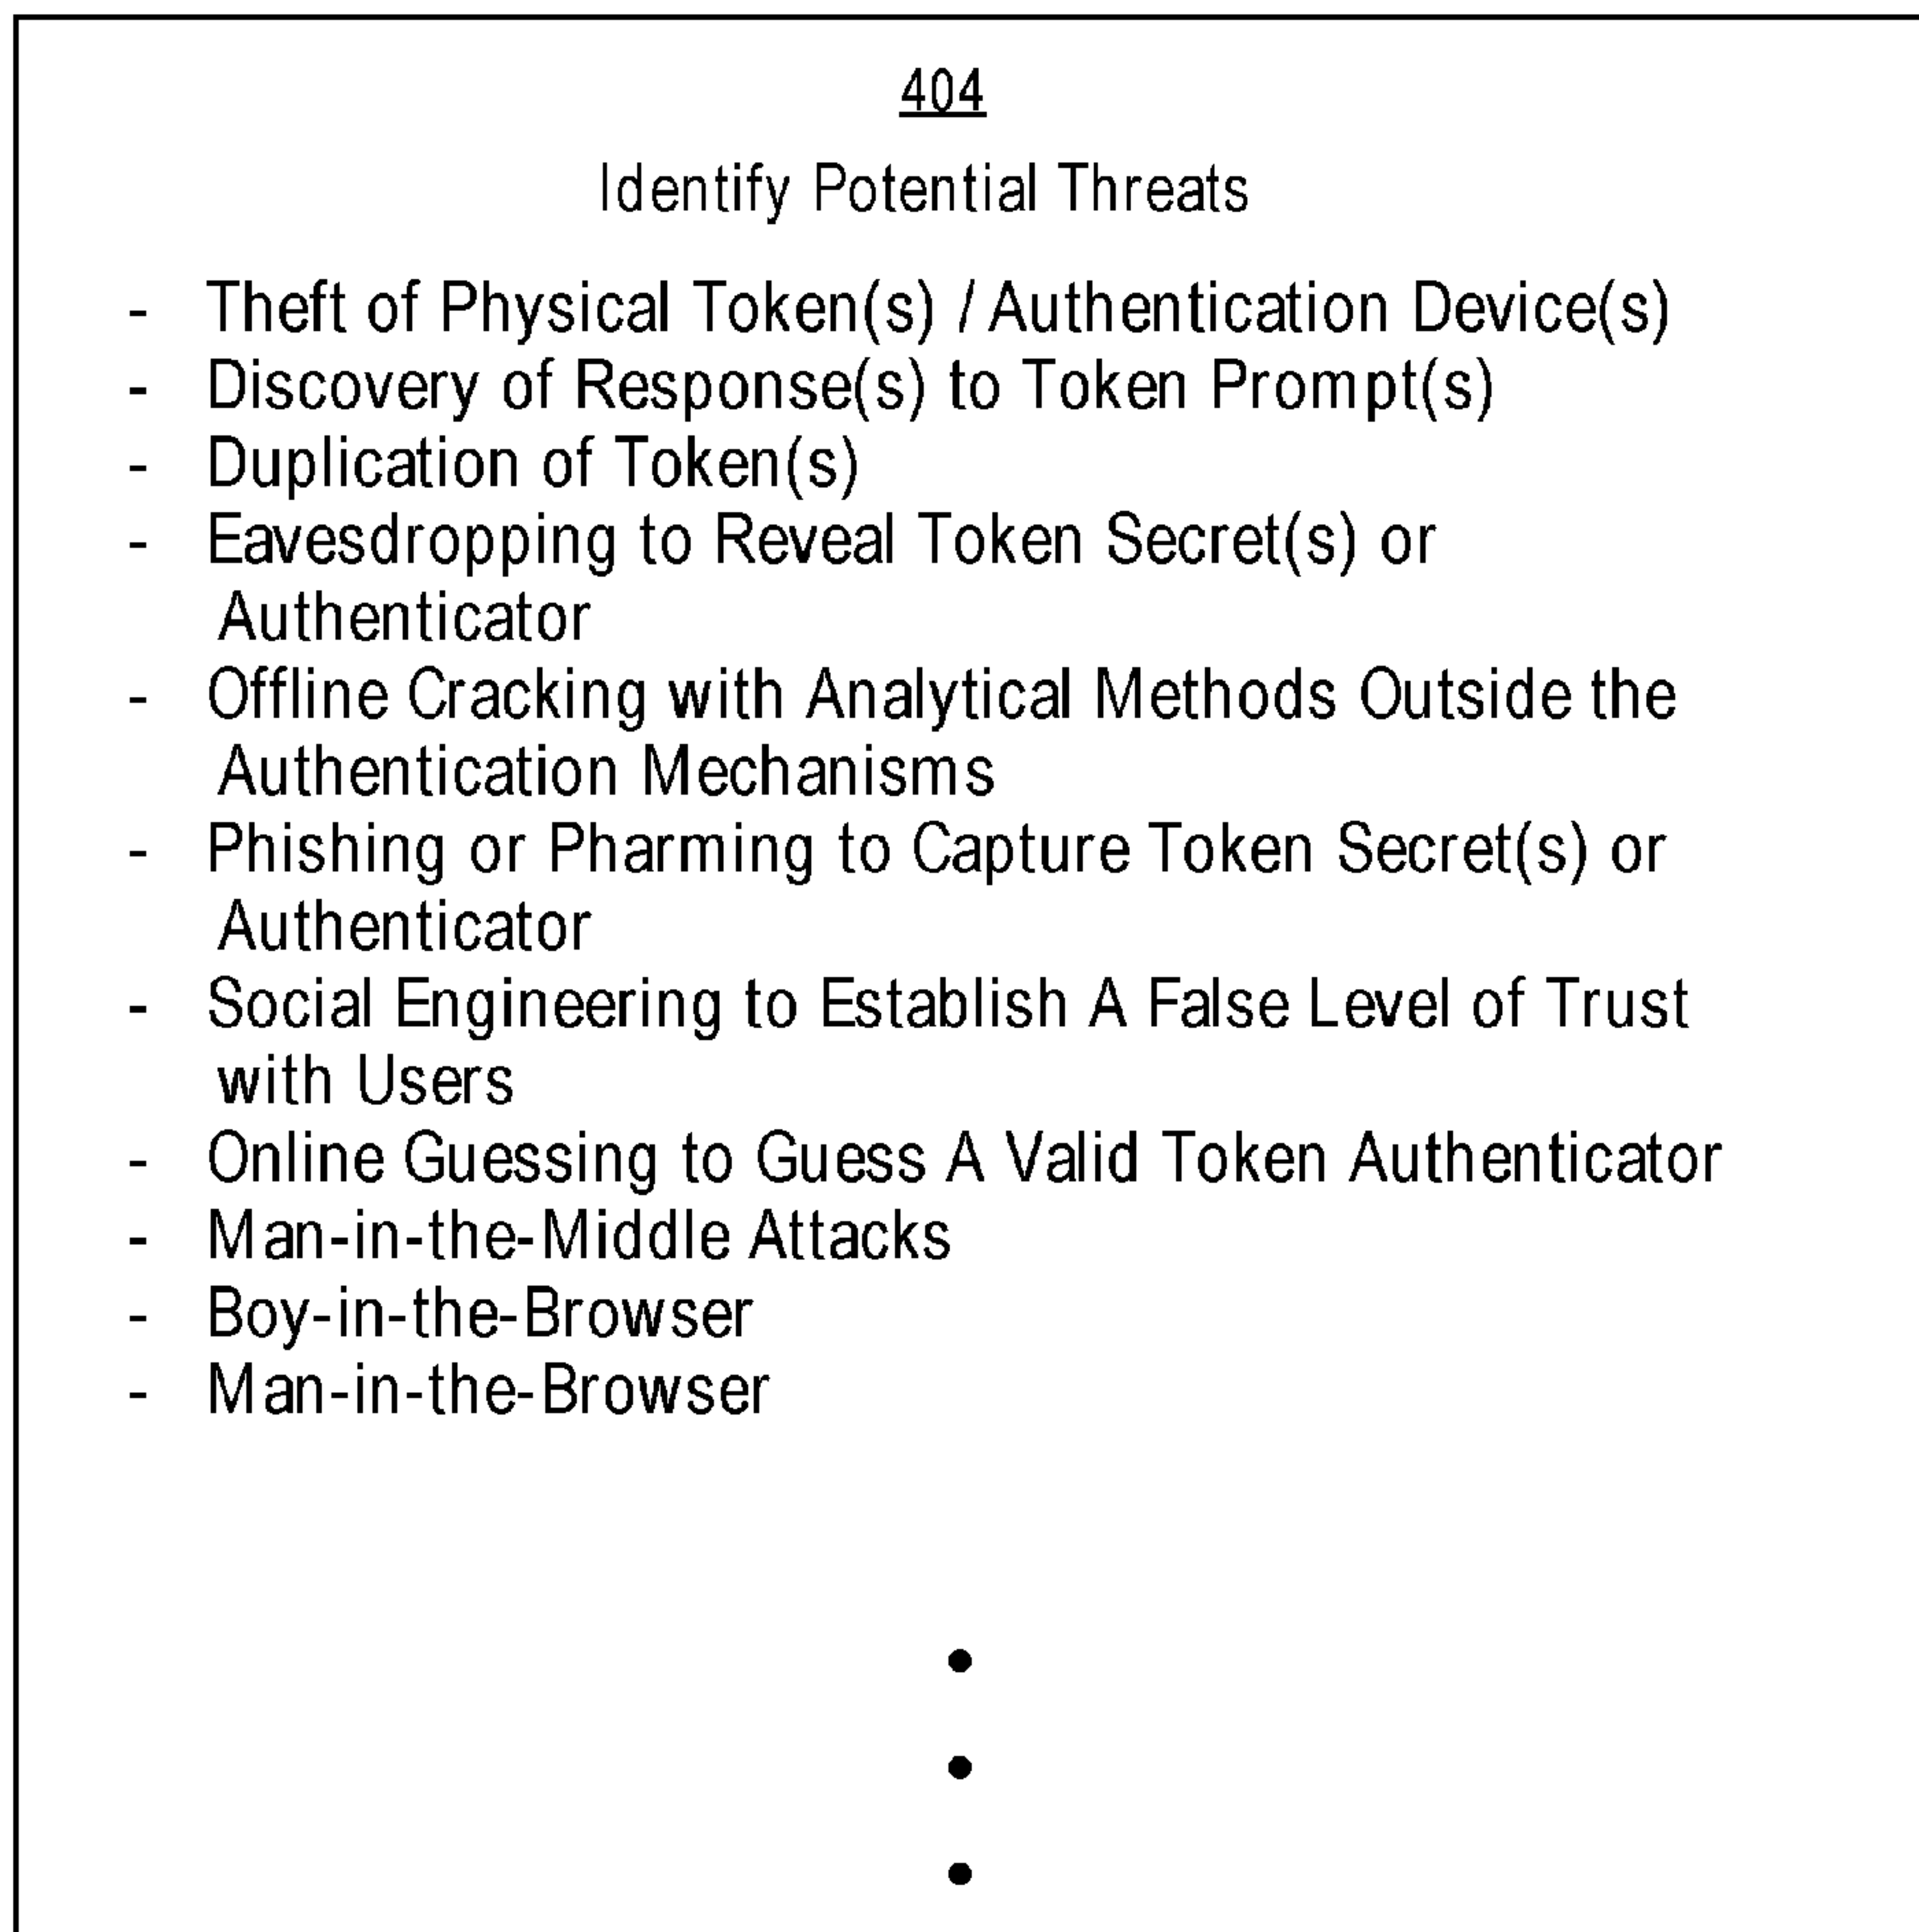 404
Identify Potential Threats
- Theft of Physical Token(s) / Authentication Device(s)
- Discovery of Response(s) to Token Prompt(s)
- Duplication of Token(s)
- Eavesdropping to Reveal Token Secret(s) or
Authenticator
- Offline Cracking with Analytical Methods Outside the
Authentication Mechanisms
- Phishing or Pharming to Capture Token Secret(s) or
Authenticator
- Social Engineering to Establish A False Level of Trust
with Users
- Online Guessing to Guess A Valid Token Authenticator
- Man-in-the-Middle Attacks
- Boy-in-the-Browser
- Man-in-the-Browser